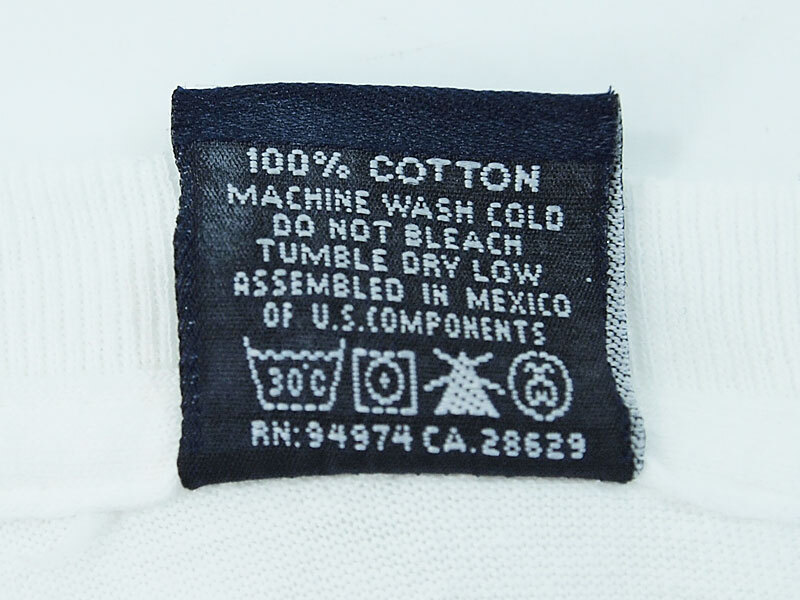 100% COTTON
MACHINE WASH COLD
DO NOT BLEACH
TUMBLE DRY LOW
ASSEMBLED IN MEXICO
OF U.S.COMPONENTS
30°C
RN:94974 CA.28629